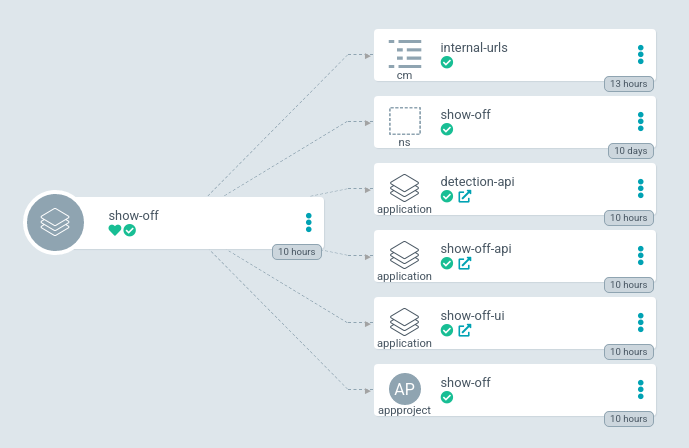 show-off
10 hours
internal-urls
cm
13 hours
show-off
ns
10 days
detection-api
application
10 hours
show-off-api
application
10 hours
show-off-ui
application
10 hours
AP
show-off
appproject
10 hours